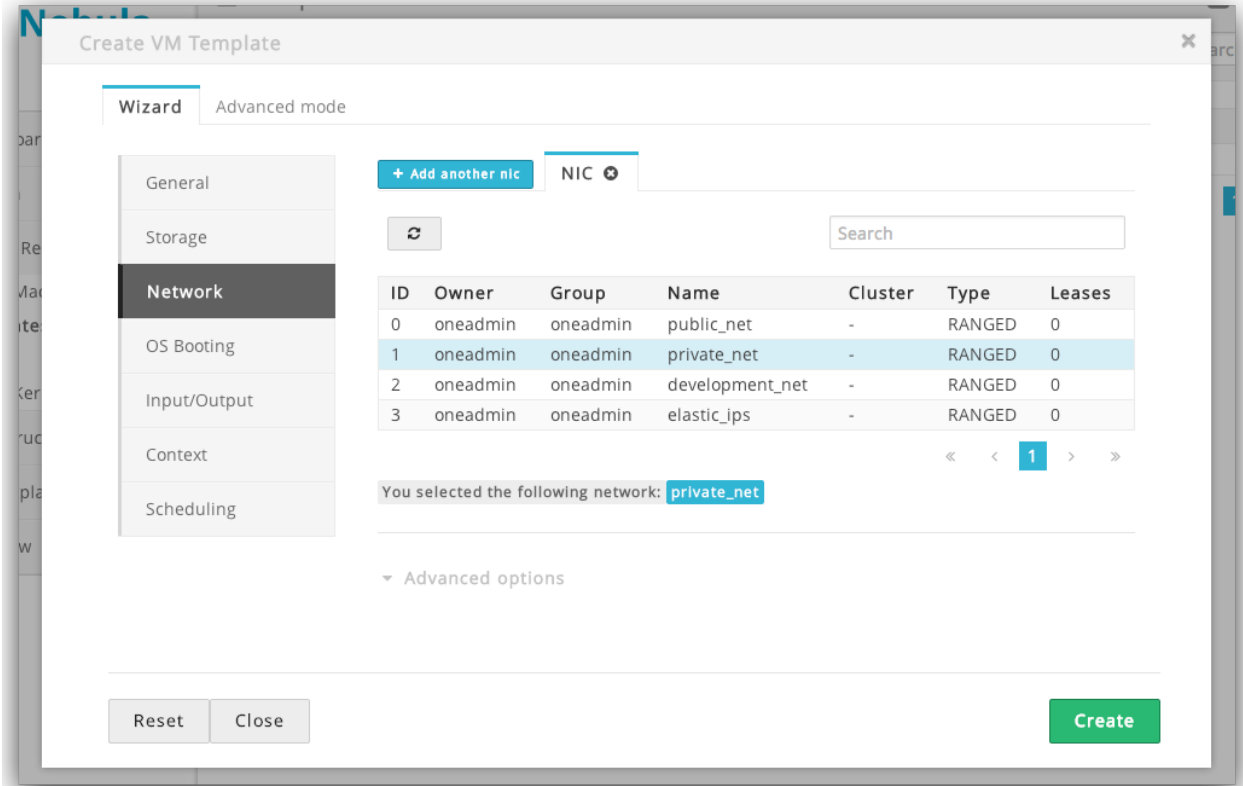 Create VM Template
×
Wizard Advanced mode
General
Storage
Network
OS Booting
Input/Output
Context
Scheduling
+ Add another nic NIC
Search
ID Owner Group Name Cluster Type Leases
0 oneadmin oneadmin public_net - RANGED 0
1 oneadmin oneadmin private_net - RANGED 0
2 oneadmin oneadmin development_net - RANGED 0
3 oneadmin oneadmin elastic_ips - RANGED 0
« < 1 > »
You selected the following network: private_net
Advanced options
Reset Close Create